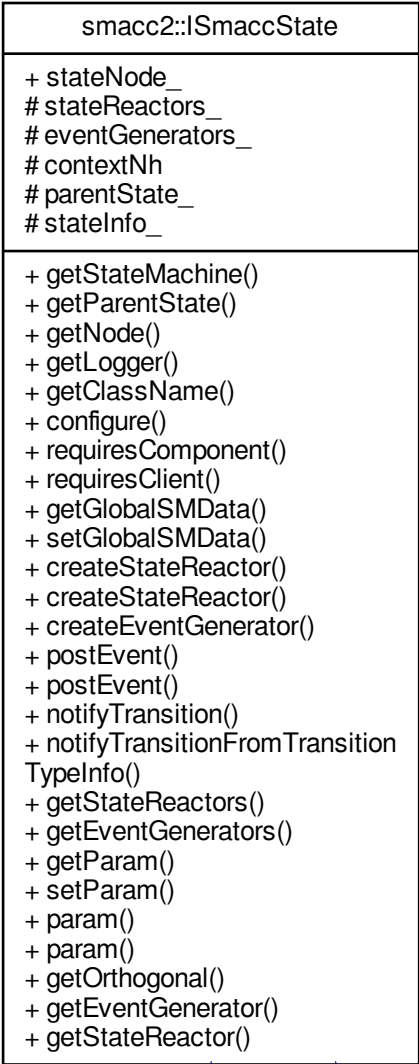 smacc2::ISmaccState
+ stateNode_
# stateReactors_
# eventGenerators_
# contextNh
# parentState_
# stateInfo_
+ getStateMachine()
+ getParentState()
+ getNode()
+ getLogger()
+ getClassName()
+ configure()
+ requiresComponent()
+ requiresClient()
+ getGlobalSMData()
+ setGlobalSMData()
+ createStateReactor()
+ createStateReactor()
+ createEventGenerator()
+ postEvent()
+ postEvent()
+ notifyTransition()
+ notifyTransitionFromTransition
TypeInfo()
+ getStateReactors()
+ getEventGenerators()
+ getParam()
+ setParam()
+ param()
+ param()
+ getOrthogonal()
+ getEventGenerator()
+ getStateReactor()